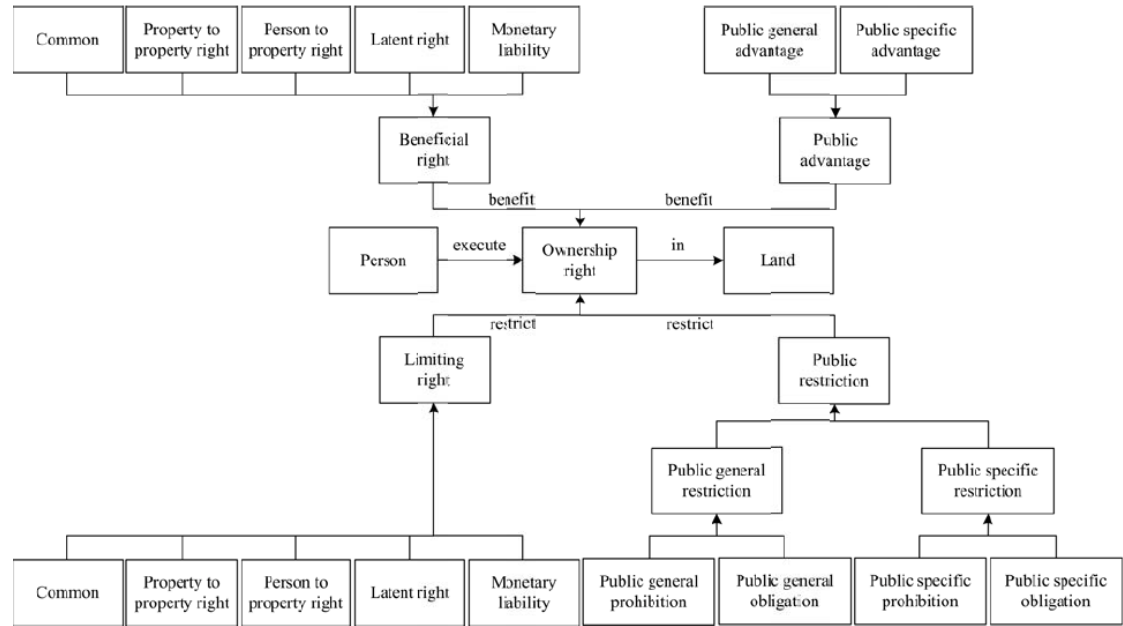 Common
Property to
property right
Person to
property right
Latent right
Monetary
liability
Public general
advantage
Public specific
advantage
Beneficial
right
Public
advantage
benefit
benefit
Person
execute
Ownership
right
in
Land
restrict
restrict
Limiting
right
Public
restriction
Public general
restriction
Public specific
restriction
Common
Property to
property right
Person to
property right
Latent right
Monetary
liability
Public general
prohibition
Public general
obligation
Public specific
prohibition
Public specific
obligation